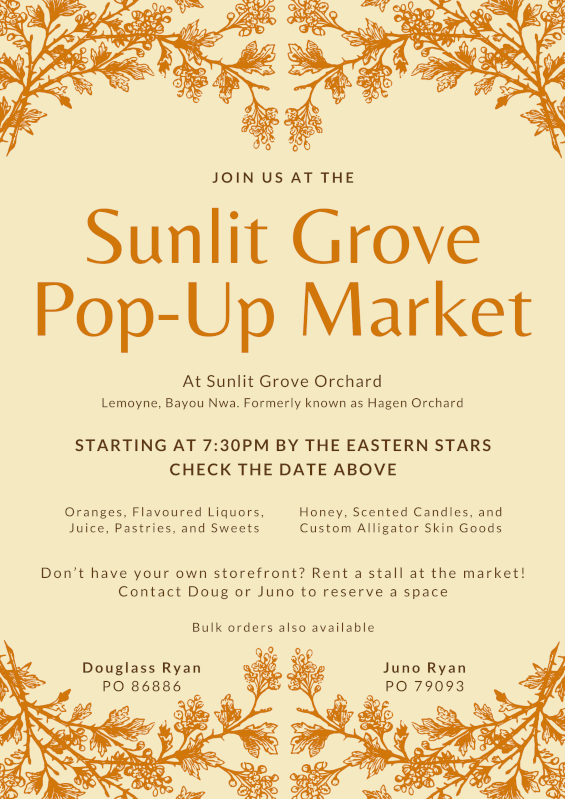 JOIN US AT THE
Sunlit Grove
Pop-Up Market
At Sunlit Grove Orchard
Lemoyne, Bayou Nwa. Formerly known as Hagen Orchard
STARTING AT 7:30PM BY THE EASTERN STARS
CHECK THE DATE ABOVE
Oranges, Flavoured Liquors,
Juice, Pastries, and Sweets
Honey, Scented Candles, and
Custom Alligator Skin Goods
Don't have your own storefront? Rent a stall at the market!
Contact Doug or Juno to reserve a space
Bulk orders also available
Douglass Ryan
PO 86886
Juno Ryan
PO 79093